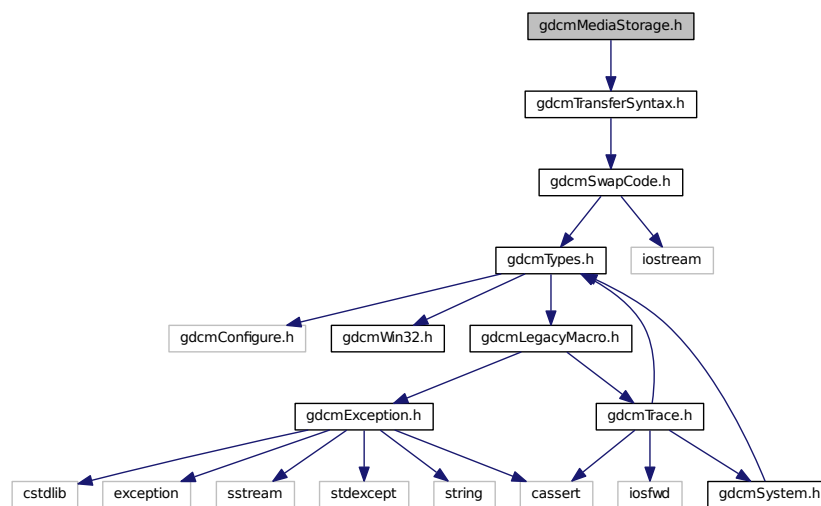 gdcmMediaStorage.h
gdcmTransferSyntax.h
gdcmSwapCode.h
gdcmTypes.h
iostream
gdcmConfigure.h
gdcmWin32.h
gdcmLegacyMacro.h
gdcmException.h
gdcmTrace.h
cstdlib
exception
sstream
stdexcept
string
cassert
iosfwd
gdcmSystem.h